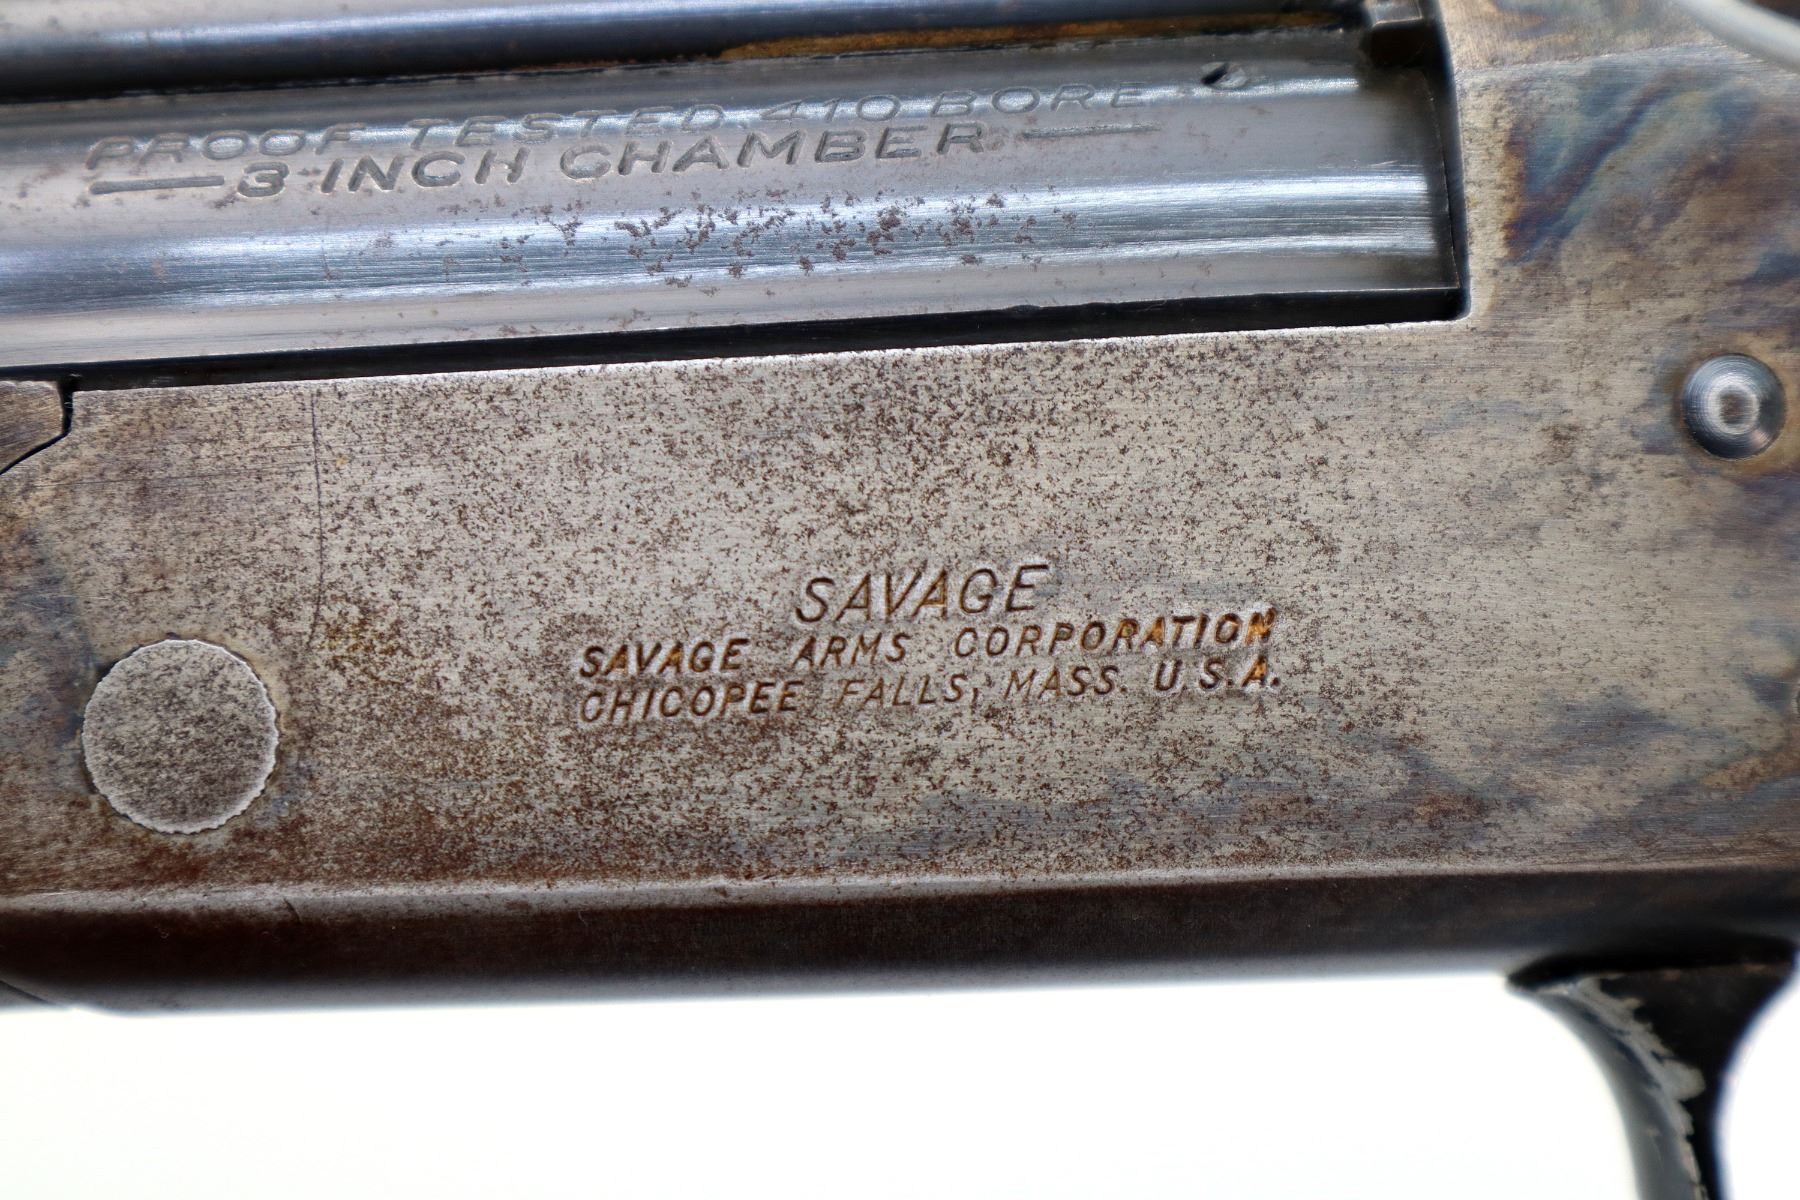 PROOF TESTED 410 BORE
3-INCH CHAMBER
SAVAGE
SAVAGE ARMS CORPORATION
CHICOPEE FALLS, MASS. U.S.A.